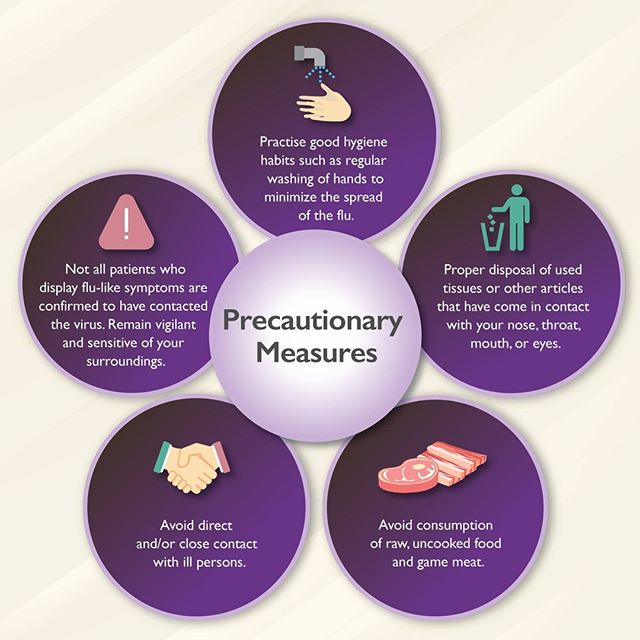 Practise good hygiene
habits such as regular
washing of hands to
minimize the spread
of the flu.
Not all patients who
display flu-like symptoms are
confirmed to have contacted
the virus. Remain vigilant
and sensitive of your
surroundings.
Proper disposal of used
tissues or other articles
that have come in contact
with your nose, throat,
mouth, or eyes.
Precautionary
Measures
Avoid direct
and/or close contact
with ill persons.
Avoid consumption
of raw, uncooked food
and game meat.